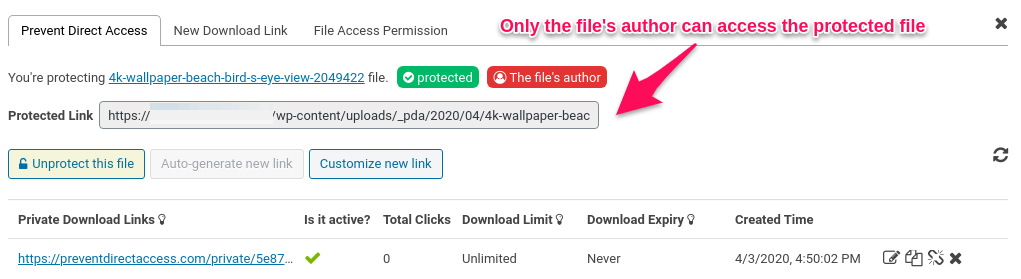 Only the file's author can access the protected file
Prevent Direct Access New Download Link File Access Permission
You're protecting 4k-wallpaper-beach-bird-s-eye-view-2049422 file. protected The file's author
Protected Link https:// /wp-content/uploads/_pda/2020/04/4k-wallpaper-beac
Unprotect this file Auto-generate new link Customize new link
Private Download Links Is it active? Total Clicks Download Limit Download Expiry Created Time
https://preventdirectaccess.com/private/5e87... 0 Unlimited Never 4/3/2020, 4:50:02 PM